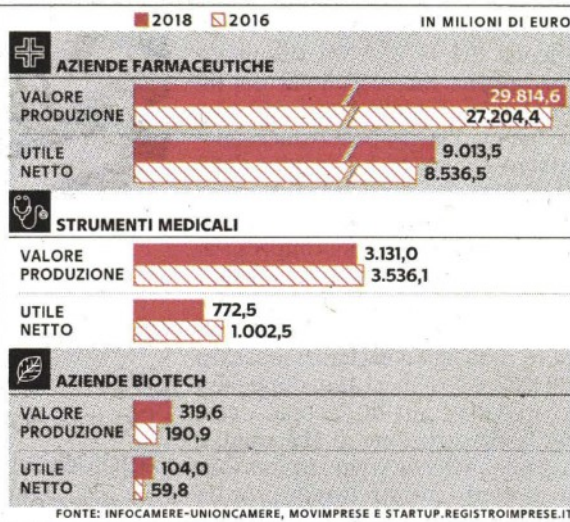 2018 2016 IN MILIONI DI EURO
AZIENDE FARMACEUTICHE
VALORE PRODUZIONE
29.814,6
27.204,4
UTILE NETTO
9.013,5
8.536,5
STRUMENTI MEDICALI
VALORE PRODUZIONE
3.131,0
3.536,1
UTILE NETTO
772,5
1.002,5
AZIENDE BIOTECH
VALORE PRODUZIONE
319,6
190,9
UTILE NETTO
104,0
59,8
FONTE: INFOCAMERE-UNIONCAMERE, MOVIMPRESE E STARTUP.REGISTROIMPRESE.IT